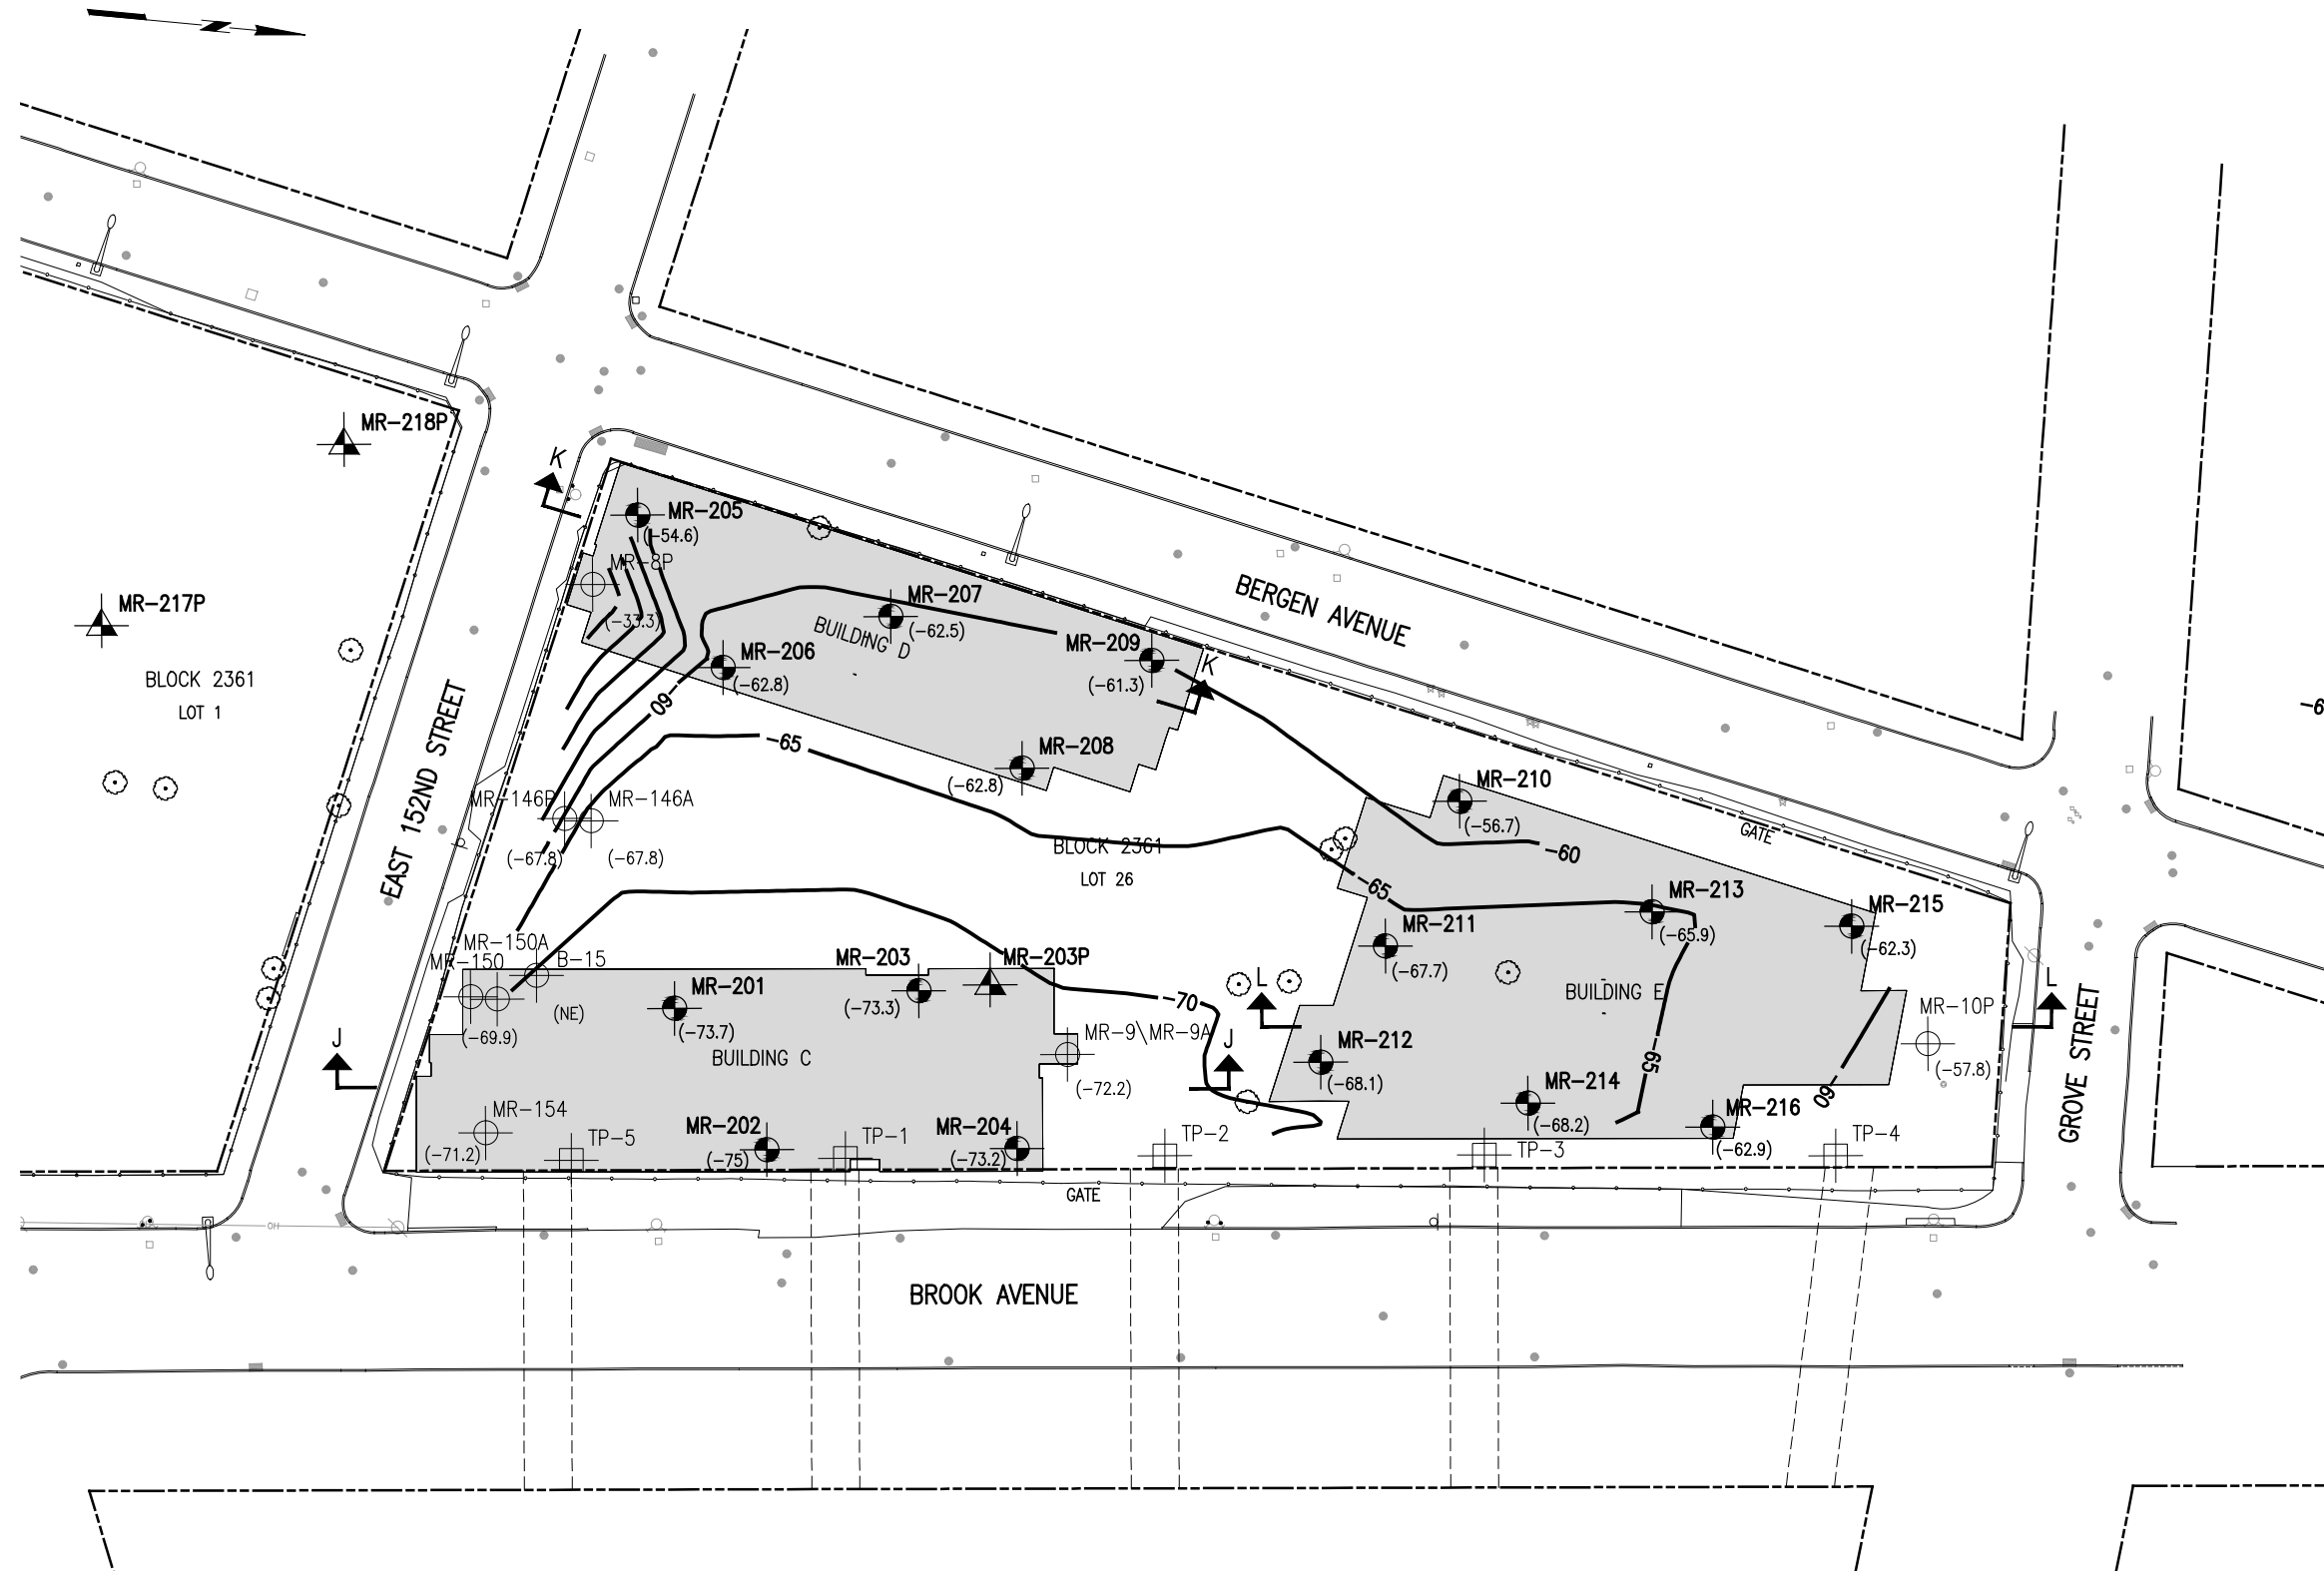 N
MR-218P
K
MR-205
(-54.6)
MR-8P
(-33.3)
MR-217P
BLOCK 2361
LOT 1
EAST 152ND STREET
MR-207
(-62.5)
BUILDING D
MR-206
(-62.8)
MR-209
(-61.3)
K
BERGEN AVENUE
-60
-65
MR-208
(-62.8)
MR-146P
MR-146A
(-67.8)
(-67.8)
BLOCK 2361
LOT 26
MR-210
(-56.7)
-60
GATE
-65
MR-213
(-65.9)
MR-215
(-62.3)
MR-211
(-67.7)
MR-150A
MR-150
B-15
(NE)
(-69.9)
MR-201
(-73.7)
BUILDING C
MR-203
(-73.3)
MR-203P
-70
MR-9\MR-9A
(-72.2)
J
J
L
L
BUILDING E
MR-10P
(-57.8)
MR-212
(-68.1)
-65
-60
MR-214
(-68.2)
MR-216
(-62.9)
GROVE STREET
MR-154
(-71.2)
TP-5
MR-202
(-75)
TP-1
MR-204
(-73.2)
TP-2
TP-3
TP-4
GATE
OH
BROOK AVENUE
-6